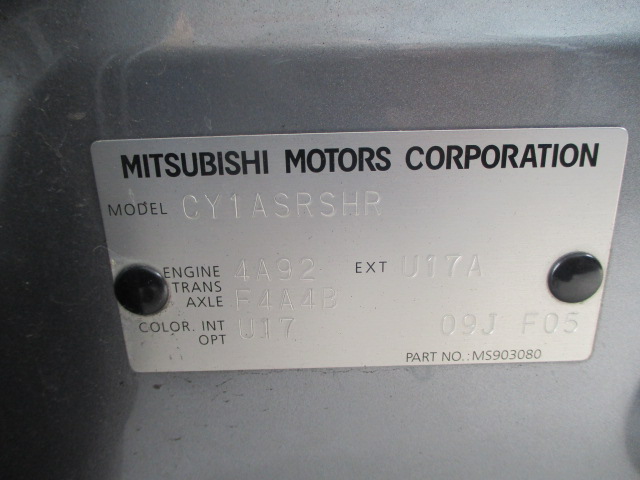 MITSUBISHI MOTORS CORPORATION
MODEL CY1ASRSHR
ENGINE 4A92 EXT U17A
TRANS
AXLE F4A4B
COLOR. INT U17 09J F05
OPT
PART NO.:MS903080